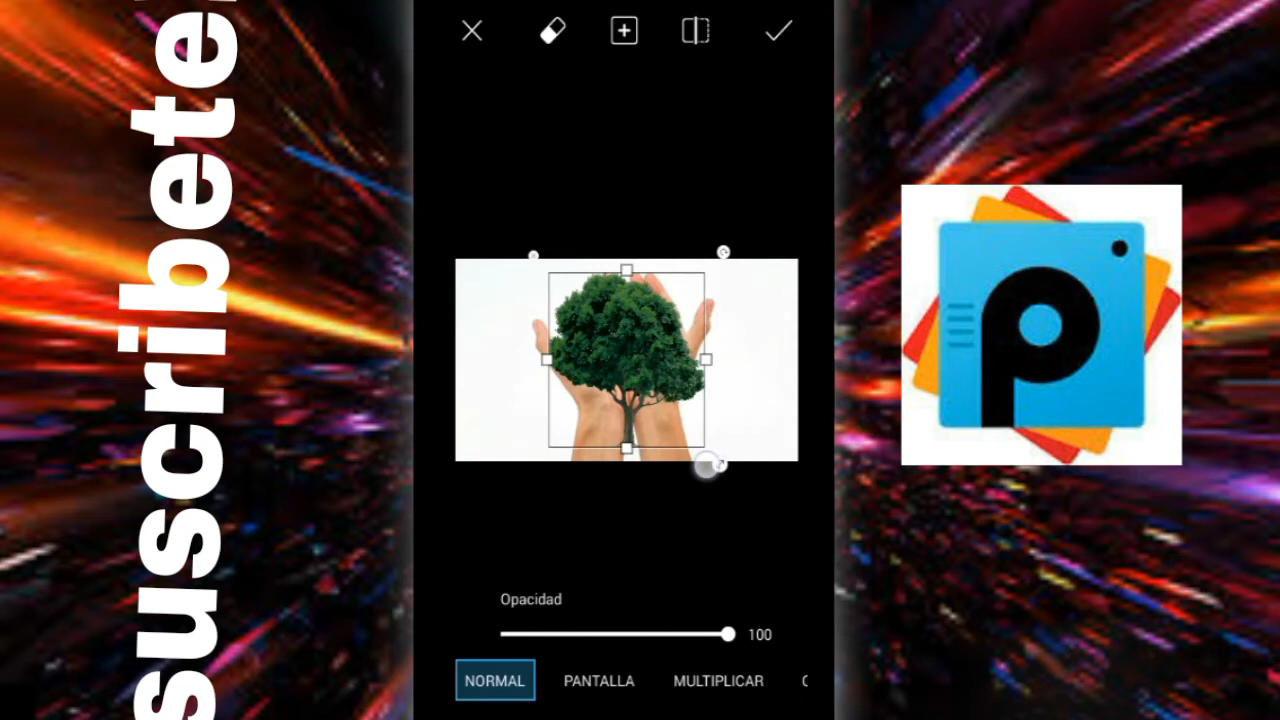 suscribete
Opacidad
100
NORMAL
PANTALLA
MULTIPLICAR